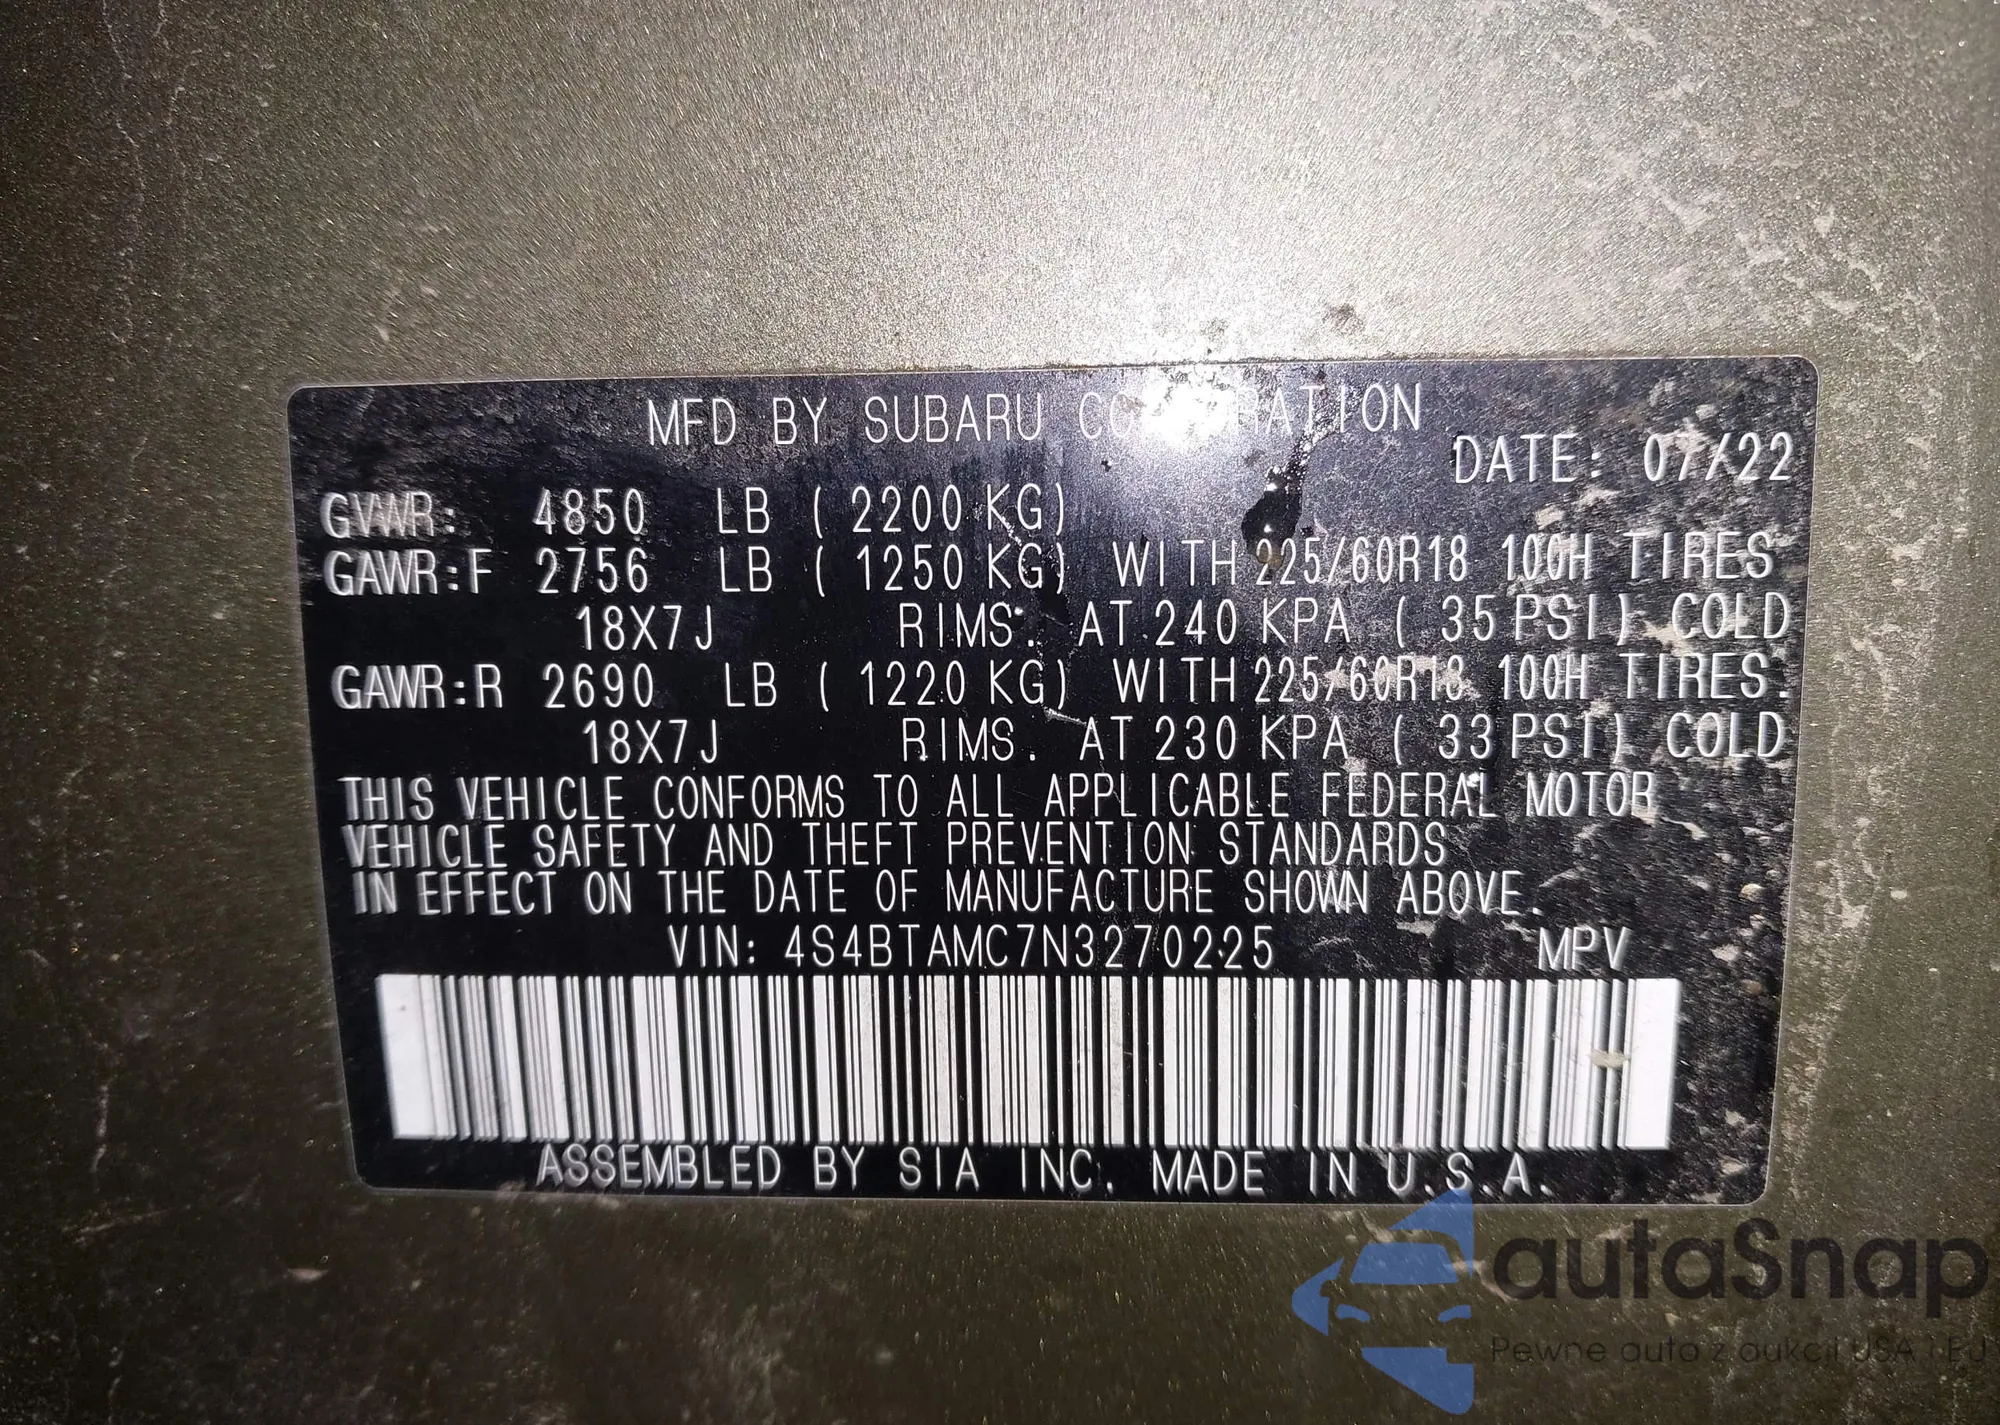 MFD BY SUBARU CORPORATION
DATE: 07/22
GVWR: 4850 LB ( 2200 KG)
GAWR:F 2756 LB ( 1250 KG) WITH 225/60R18 100H TIRES
18X7J RIMS. AT 240 KPA ( 35 PSI) COLD
GAWR:R 2690 LB ( 1220 KG) WITH 225/60R18 100H TIRES.
18X7J RIMS. AT 230 KPA ( 33 PSI) COLD
THIS VEHICLE CONFORMS TO ALL APPLICABLE FEDERAL MOTOR
VEHICLE SAFETY AND THEFT PREVENTION STANDARDS
IN EFFECT ON THE DATE OF MANUFACTURE SHOWN ABOVE.
VIN: 4S4BTAMC7N3270225 MPV
ASSEMBLED BY SIA INC. MADE IN U.S.A.
autaSnap
Pewne auto z aukcji USA i EU